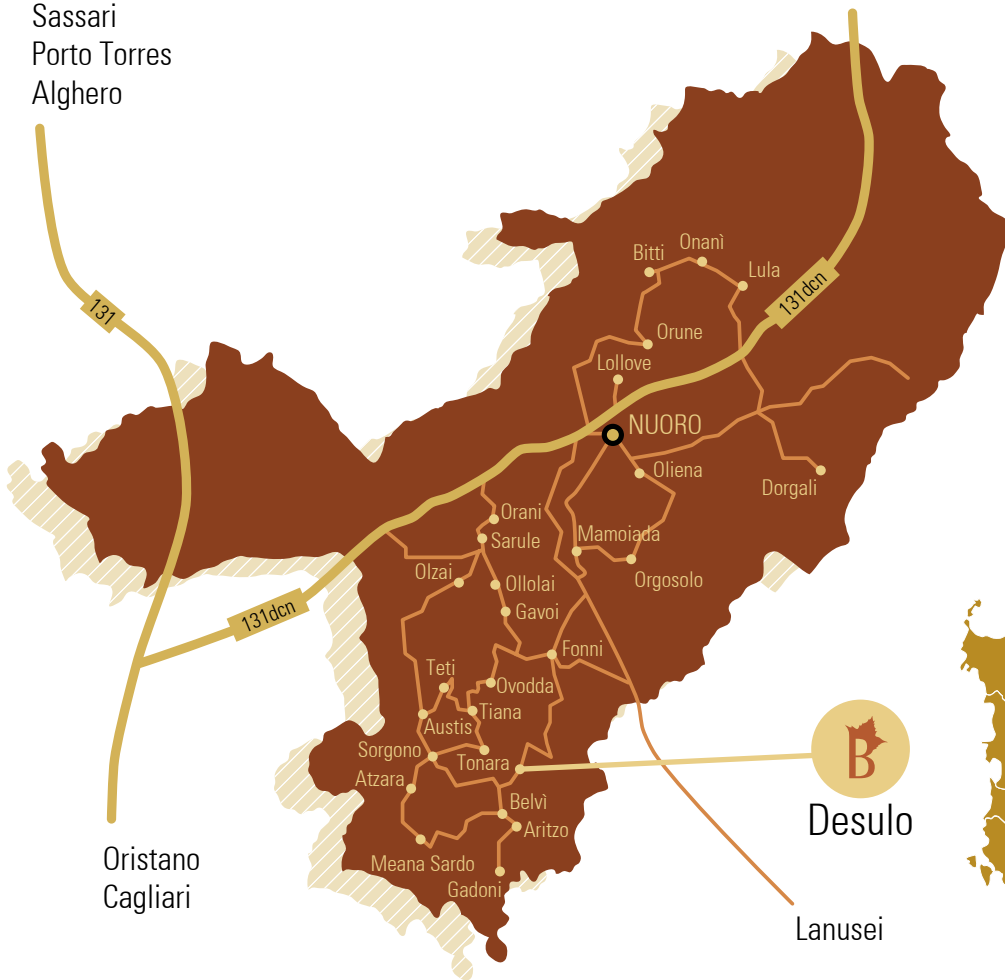 Sassari
Porto Torres
Alghero
131
131dcn
Bitti
Onanì
Lula
Orune
Lollove
131dcn
NUORO
Oliena
Dorgali
Orani
Sarule
Mamoiada
Orgosolo
Olzai
Ollolai
Gavoi
Fonni
Teti
Ovodda
Austis
Tiana
Sorgono
Tonara
Atzara
Belvì
Aritzo
Meana Sardo
Gadoni
B
Desulo
Oristano
Cagliari
Lanusei